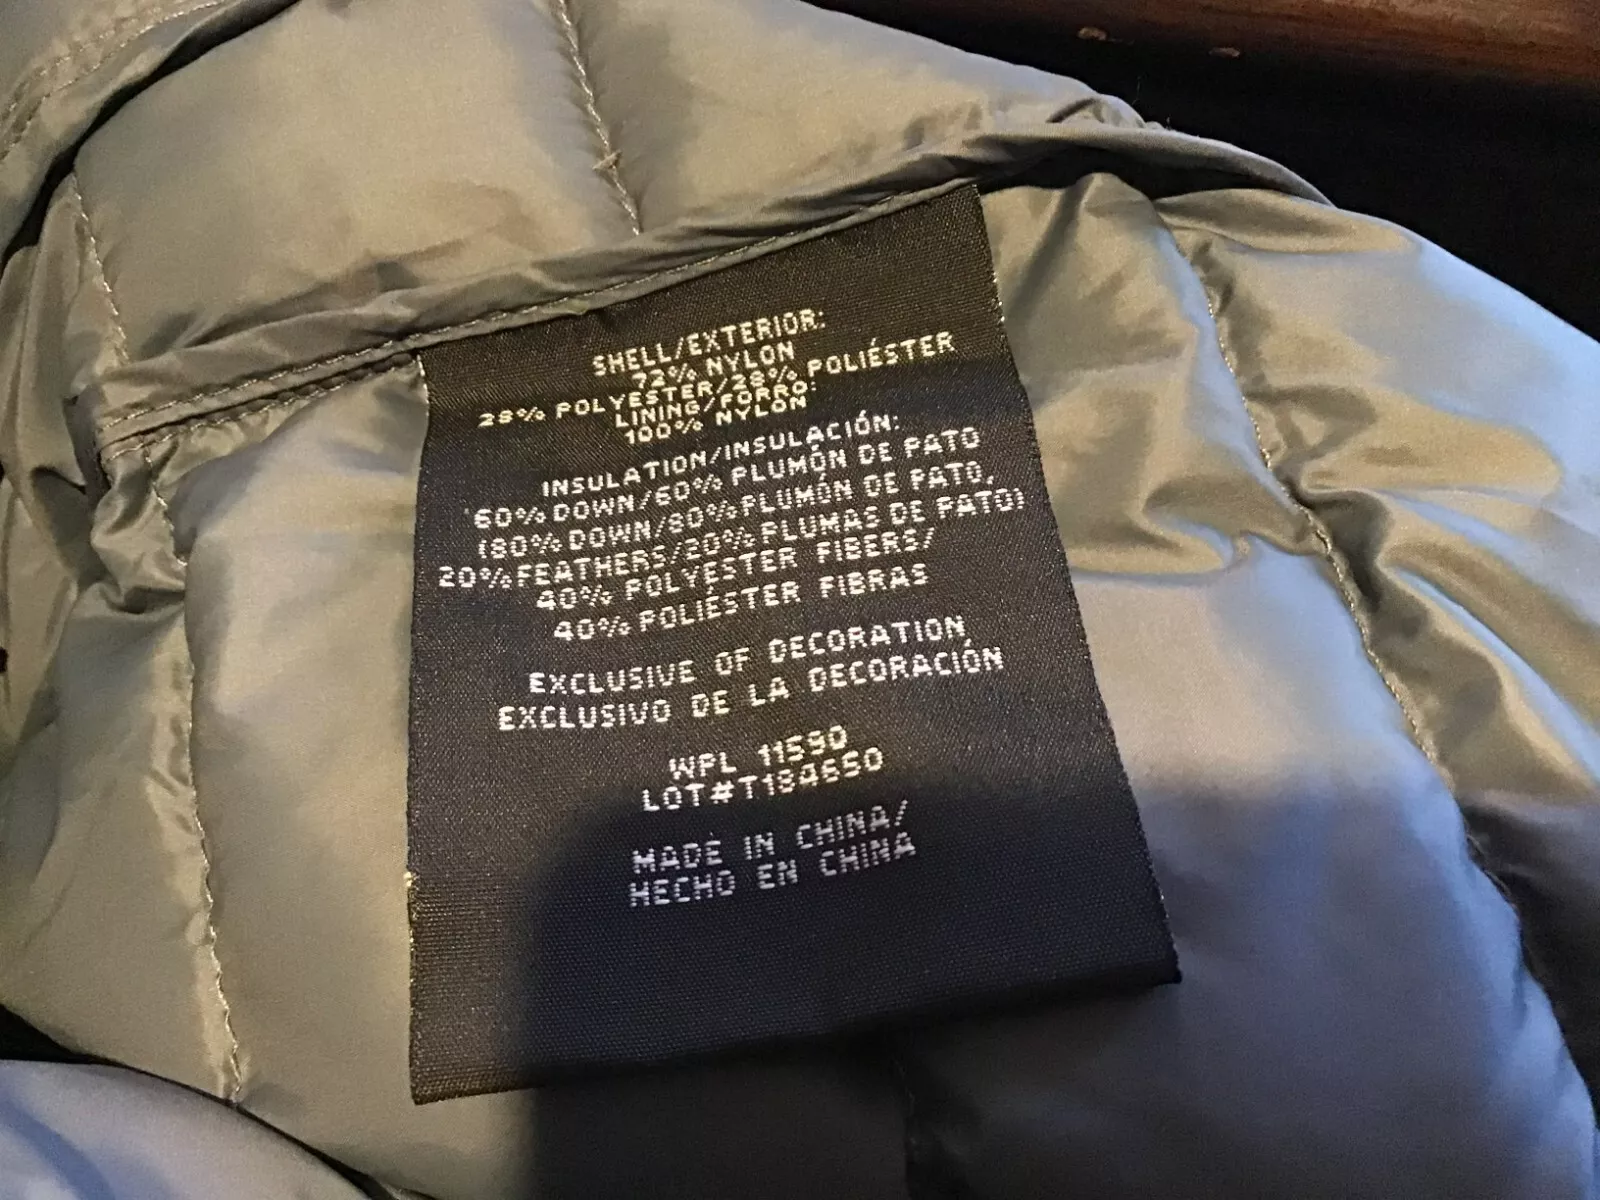 SHELL/EXTERIOR:
72% NYLON
28% POLYESTER/28% POLIÉSTER
LINING/FORRO:
100% NYLON
INSULATION/INSULACIÓN:
60% DOWN/60% PLUMÓN DE PATO
(80% DOWN/80% PLUMÓN DE PATO,
20% FEATHERS/20% PLUMAS DE PATO)
40% POLYESTER FIBERS/
40% POLIÉSTER FIBRAS
EXCLUSIVE OF DECORATION
EXCLUSIVO DE LA DECORACIÓN
WPL 11590
LOT#T184650
MADE IN CHINA/
HECHO EN CHINA